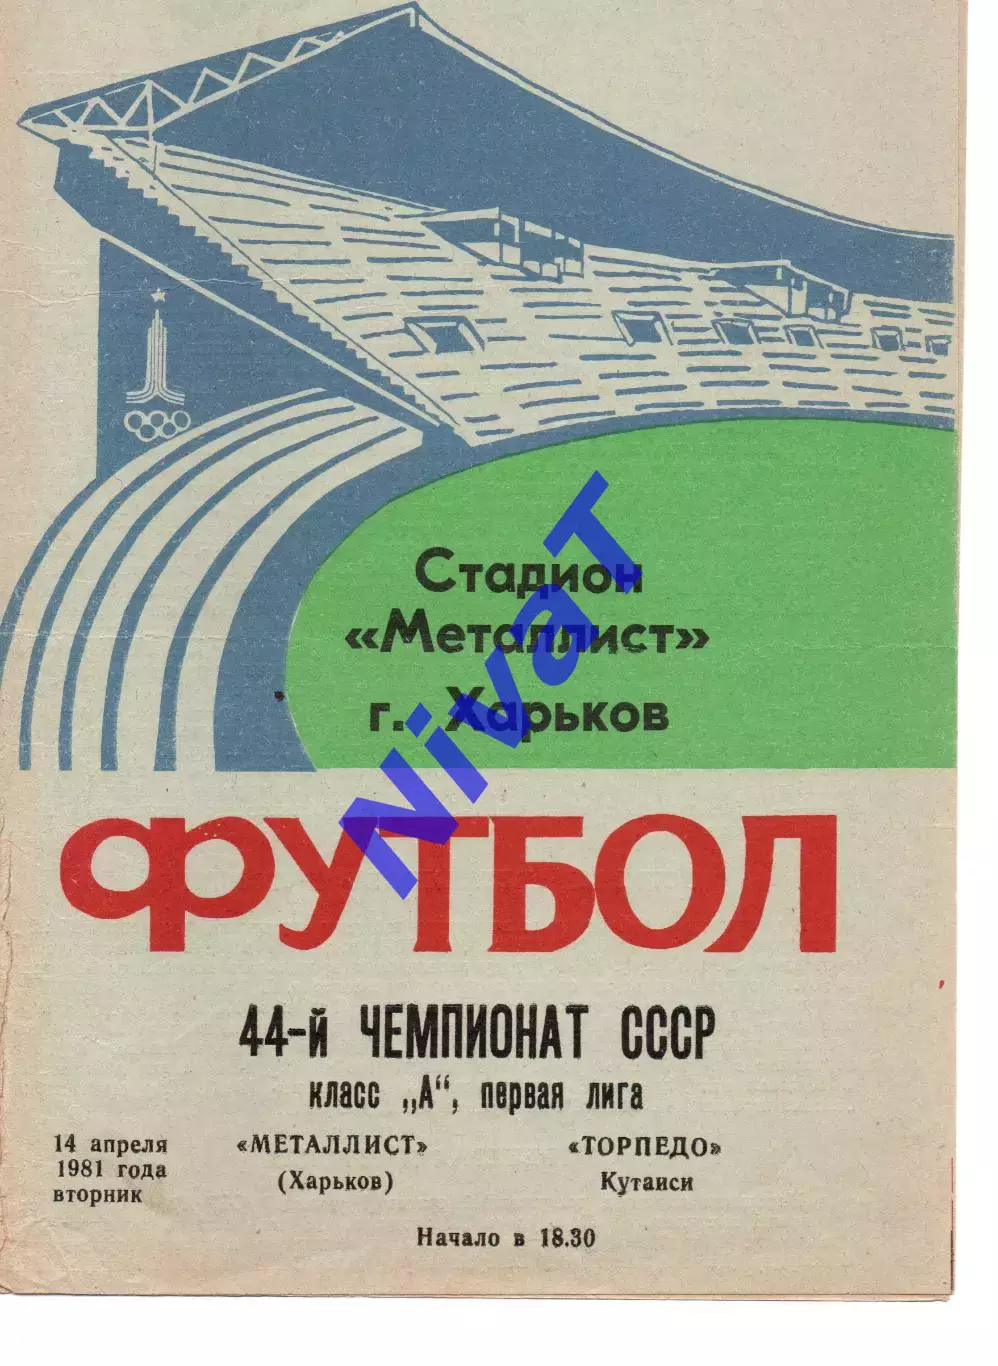 Стадион
«Металлист»
г. Харьков
NivaT
ФУТБОЛ
44-й ЧЕМПИОНАТ СССР
класс „А“, первая лига
14 апреля
1981 года
вторник
«МЕТАЛЛИСТ»
(Харьков)
«ТОРПЕДО»
Кутаиси
Начало в 18.30